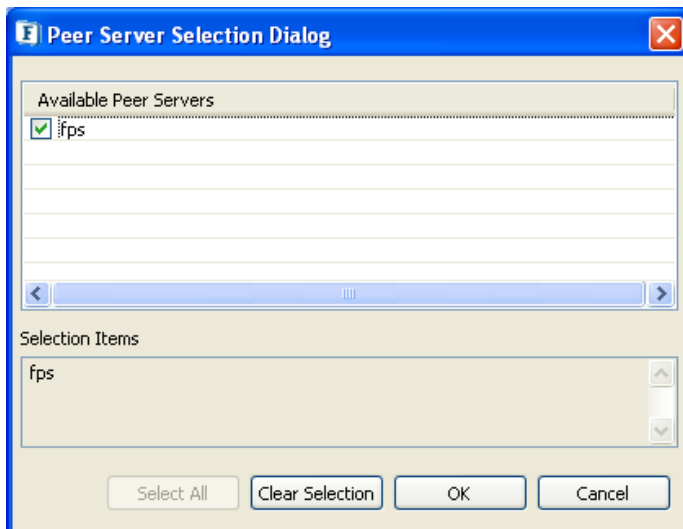 F Peer Server Selection Dialog
Available Peer Servers
fps
Selection Items
fps
Select All Clear Selection OK Cancel